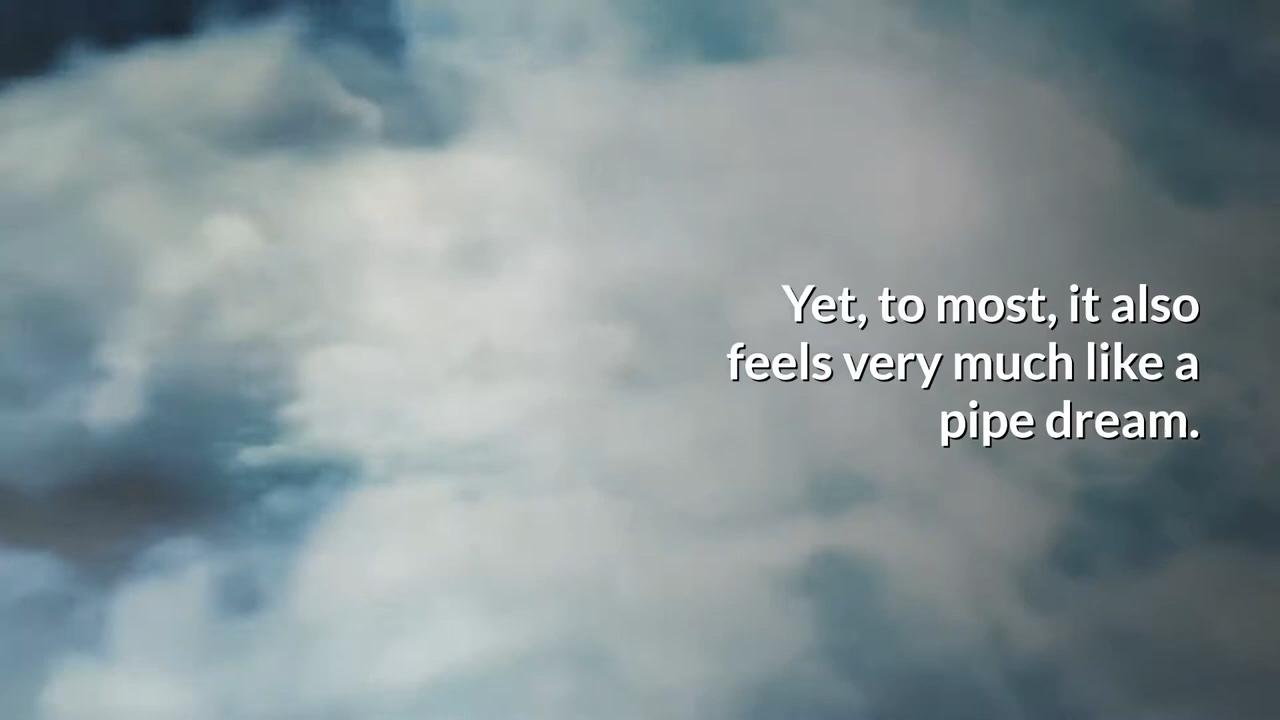 Yet, to most, it also
feels very much like a
pipe dream.